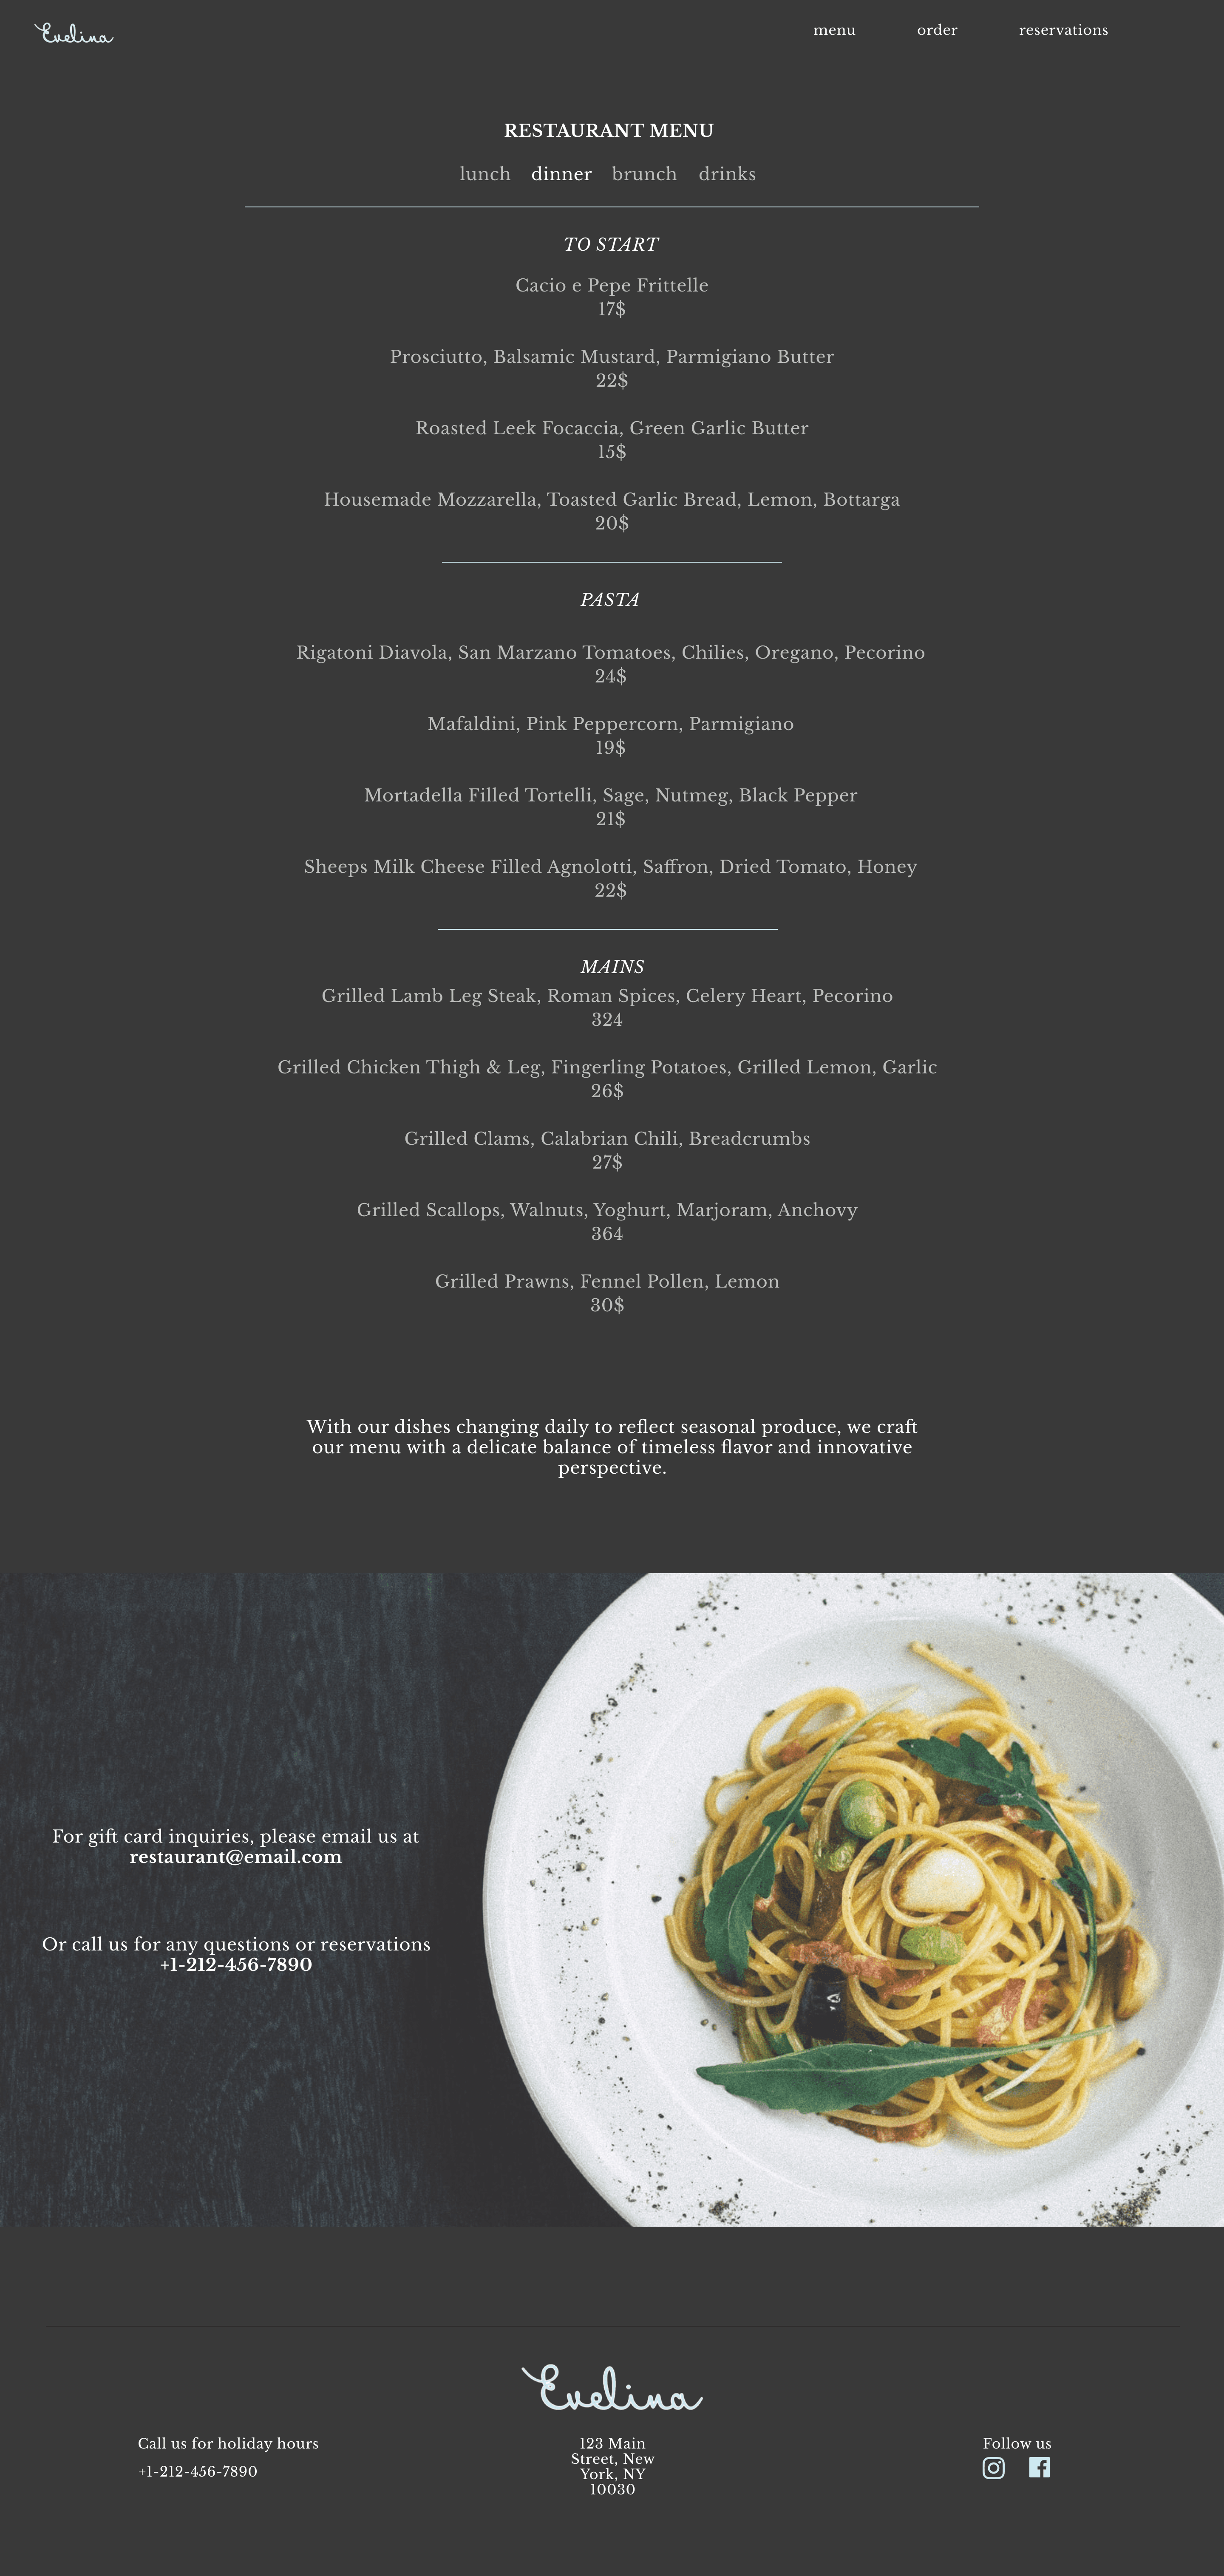 Evelina
menu order reservations
RESTAURANT MENU
lunch dinner brunch drinks
TO START
Cacio e Pepe Frittelle
17$
Prosciutto, Balsamic Mustard, Parmigiano Butter
22$
Roasted Leek Focaccia, Green Garlic Butter
15$
Housemade Mozzarella, Toasted Garlic Bread, Lemon, Bottarga
20$
PASTA
Rigatoni Diavola, San Marzano Tomatoes, Chilies, Oregano, Pecorino
24$
Mafaldini, Pink Peppercorn, Parmigiano
19$
Mortadella Filled Tortelli, Sage, Nutmeg, Black Pepper
21$
Sheeps Milk Cheese Filled Agnolotti, Saffron, Dried Tomato, Honey
22$
MAINS
Grilled Lamb Leg Steak, Roman Spices, Celery Heart, Pecorino
324
Grilled Chicken Thigh & Leg, Fingerling Potatoes, Grilled Lemon, Garlic
26$
Grilled Clams, Calabrian Chili, Breadcrumbs
27$
Grilled Scallops, Walnuts, Yoghurt, Marjoram, Anchovy
364
Grilled Prawns, Fennel Pollen, Lemon
30$
With our dishes changing daily to reflect seasonal produce, we craft
our menu with a delicate balance of timeless flavor and innovative
perspective.
For gift card inquiries, please email us at
restaurant@email.com
Or call us for any questions or reservations
+1-212-456-7890
Evelina
Call us for holiday hours
+1-212-456-7890
123 Main
Street, New
York, NY
10030
Follow us